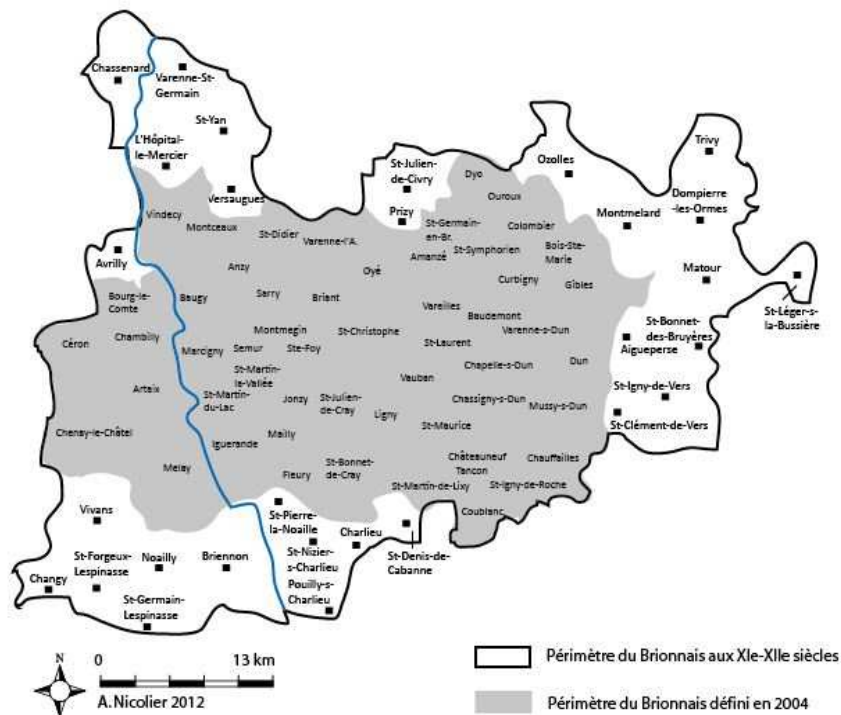 Chassenard
Varenne-St-
Germain
St-Yan
L'Hôpital-
le-Mercier
Versaugues
St-Julien-
de-Civry
Prizy
Ozolles
Trivy
Dompierre
-les-Ormes
Montmelard
Matour
St-Léger-s-
la-Bussière
St-Bonnet-
des-Bruyères
Aigueperse
St-Igny-de-Vers
St-Clément-de-Vers
Dyo
Ouroux
Vindecy
Montceaux
St-Didier
Varenne-l'A.
St-Germain-
en-Br.
Colombier
Amanzé
St-Symphorien
Bois-Ste-
Marie
Avrilly
Anzy
Oyé
Curbigny
Gibles
Bourg-le-
Comte
Baugy
Sarry
Briant
Vareilles
Baudemont
Céron
Chambilly
Montmegin
St-Christophe
Varenne-s-Dun
Marcigny
Semur
Ste-Foy
St-Laurent
St-Martin-
la-Vallée
Chapelle-s-Dun
Dun
Artaix
Vauban
St-Martin-
du-Lac
Jonzy
St-Julien-
de-Cray
Ligny
Chassigny-s-Dun
Mussy-s-Dun
Chenay-le-Châtel
Iguerande
Mailly
St-Maurice
Melay
Fleury
St-Bonnet-
de-Cray
Châteauneuf
Tancon
Chauffailles
St-Martin-de-Lixy
St-Igny-de-Roche
Coublanc
Vivans
St-Pierre-
la-Noaille
Charlieu
St-Denis-de-
Cabanne
St-Forgeux-
Lespinasse
Noailly
Briennon
St-Nizier-
s-Charlieu
Changy
Pouilly-s-
Charlieu
St-Germain-
Lespinasse
N
0 13 km
A. Nicolier 2012
Périmètre du Brionnais aux XIe-XIIe siècles
Périmètre du Brionnais défini en 2004